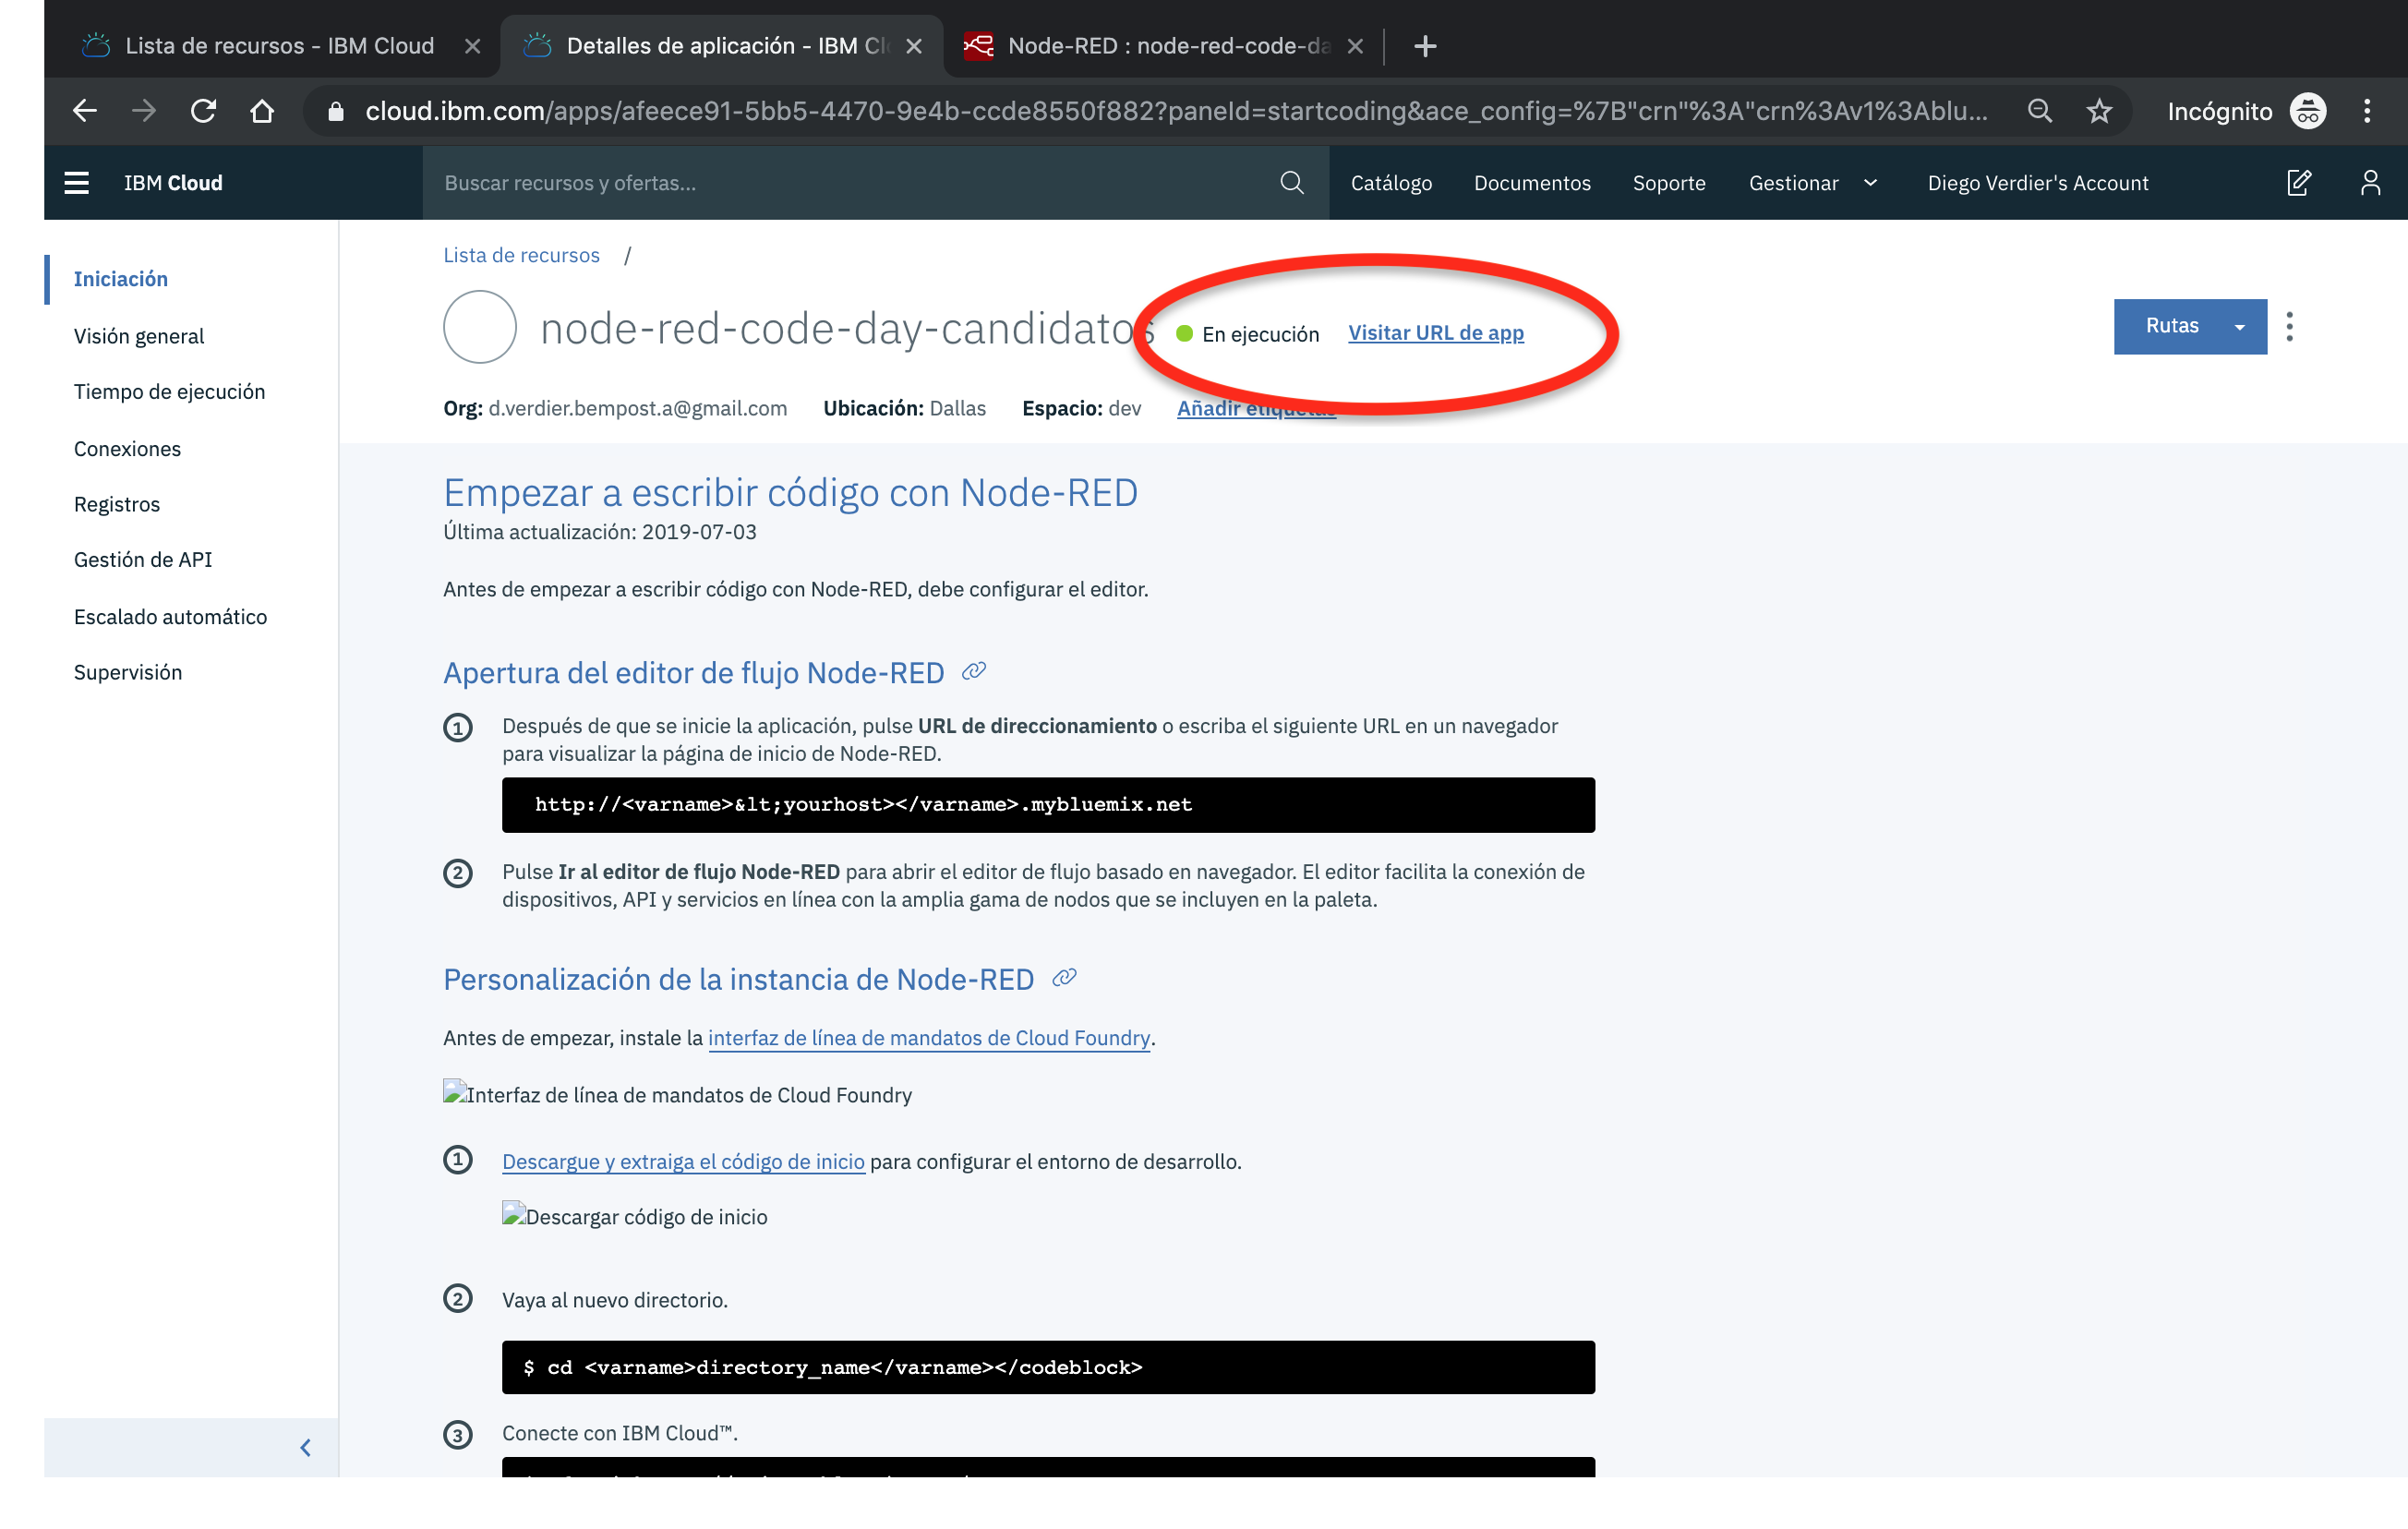 Lista de recursos - IBM Cloud
Detalles de aplicación - IBM Cl
Node-RED : node-red-code-da
cloud.ibm.com/apps/afeece91-5bb5-4470-9e4b-ccde8550f882?paneId=startcoding&ace_config=%7B"crn"%3A"crn%3Av1%3Ablu...
Incógnito
IBM Cloud
Buscar recursos y ofertas...
Catálogo
Documentos
Soporte
Gestionar
Diego Verdier's Account
Iniciación
Visión general
Tiempo de ejecución
Conexiones
Registros
Gestión de API
Escalado automático
Supervisión
Lista de recursos /
node-red-code-day-candidatos
En ejecución
Visitar URL de app
Rutas
Org: d.verdier.bempost.a@gmail.com Ubicación: Dallas Espacio: dev Añadir etiquetas
Empezar a escribir código con Node-RED
Última actualización: 2019-07-03
Antes de empezar a escribir código con Node-RED, debe configurar el editor.
Apertura del editor de flujo Node-RED
1 Después de que se inicie la aplicación, pulse URL de direccionamiento o escriba el siguiente URL en un navegador
para visualizar la página de inicio de Node-RED.
http://<varname>&lt;yourhost></varname>.mybluemix.net
2 Pulse Ir al editor de flujo Node-RED para abrir el editor de flujo basado en navegador. El editor facilita la conexión de
dispositivos, API y servicios en línea con la amplia gama de nodos que se incluyen en la paleta.
Personalización de la instancia de Node-RED
Antes de empezar, instale la interfaz de línea de mandatos de Cloud Foundry.
Interfaz de línea de mandatos de Cloud Foundry
1 Descargue y extraiga el código de inicio para configurar el entorno de desarrollo.
Descargar código de inicio
2 Vaya al nuevo directorio.
$ cd <varname>directory_name</varname></codeblock>
3 Conecte con IBM Cloud™.